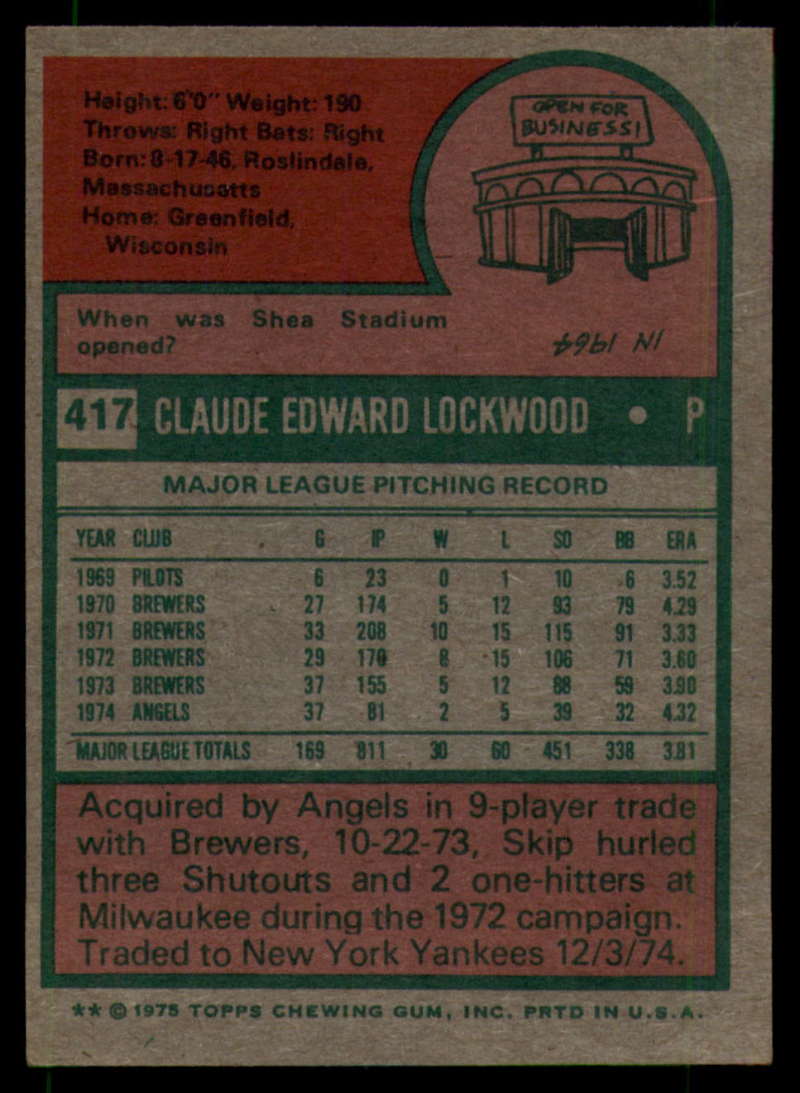 Height: 6'0" Weight: 190
Throws: Right Bats: Right
Born: 8-17-46, Roslindale,
Massachusetts
Home: Greenfield,
Wisconsin
OPEN FOR
BUSINESS!
When was Shea Stadium
opened?
IN 1964
417 CLAUDE EDWARD LOCKWOOD • P
MAJOR LEAGUE PITCHING RECORD
YEAR CLUB G IP W L SO BB ERA
1969 PILOTS 6 23 0 1 10 6 3.52
1970 BREWERS 27 174 5 12 93 79 4.29
1971 BREWERS 33 208 10 15 115 91 3.33
1972 BREWERS 29 170 8 15 106 71 3.60
1973 BREWERS 37 155 5 12 88 59 3.90
1974 ANGELS 37 81 2 5 39 32 4.32
MAJOR LEAGUE TOTALS 169 811 30 60 451 338 3.81
Acquired by Angels in 9-player trade
with Brewers, 10-22-73, Skip hurled
three Shutouts and 2 one-hitters at
Milwaukee during the 1972 campaign.
Traded to New York Yankees 12/3/74.
** © 1975 TOPPS CHEWING GUM, INC. PRTD IN U.S.A.